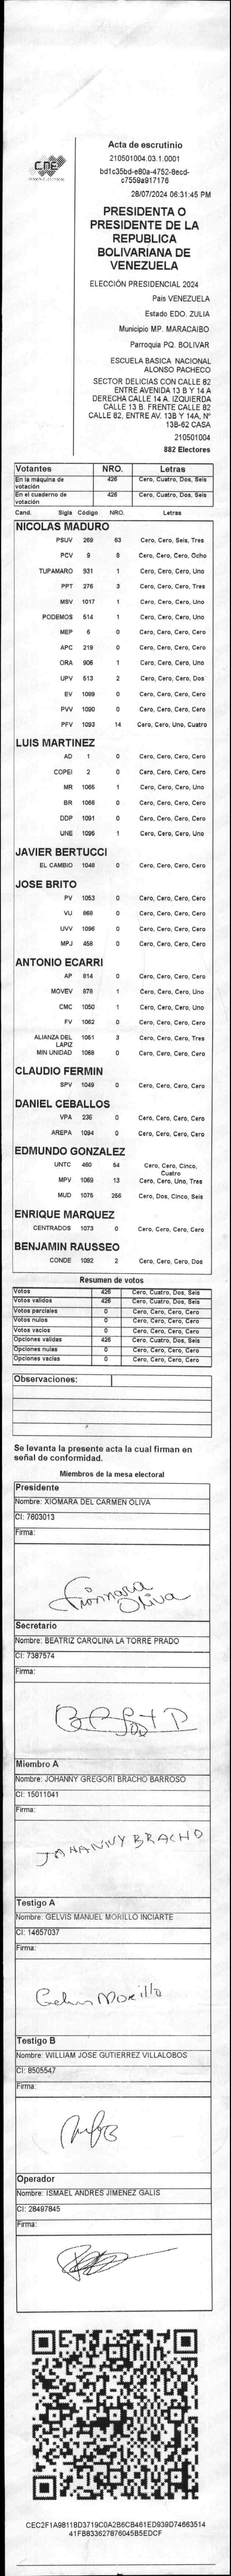 CNE
Acta de escrutinio
210501004.03.1.0001
bd1c35bd-e80a-4752-8ecd-
c7559a917176
28/07/2024 06:31:45 PM
PRESIDENTA O
PRESIDENTE DE LA
REPUBLICA
BOLIVARIANA DE
VENEZUELA
ELECCIÓN PRESIDENCIAL 2024
País VENEZUELA
Estado EDO. ZULIA
Municipio MP. MARACAIBO
Parroquia PQ. BOLIVAR
ESCUELA BASICA NACIONAL
ALONSO PACHECO
SECTOR DELICIAS CON CALLE 82
ENTRE AVENIDA 13 B Y 14 A
DERECHA CALLE 14 A. IZQUIERDA
CALLE 13 B. FRENTE CALLE 82
CALLE 82, ENTRE AV. 13B Y 14A, Nº
13B-62 CASA
210501004
882 Electores
Votantes NRO. Letras
En la máquina de votación 426 Cero, Cuatro, Dos, Seis
En el cuaderno de votación 426 Cero, Cuatro, Dos, Seis
Cand. Sigla Código NRO. Letras
NICOLAS MADURO
PSUV 269 63 Cero, Cero, Seis, Tres
PCV 9 8 Cero, Cero, Cero, Ocho
TUPAMARO 931 1 Cero, Cero, Cero, Uno
PPT 276 3 Cero, Cero, Cero, Tres
MSV 1017 1 Cero, Cero, Cero, Uno
PODEMOS 514 1 Cero, Cero, Cero, Uno
MEP 6 0 Cero, Cero, Cero, Cero
APC 219 0 Cero, Cero, Cero, Cero
ORA 906 1 Cero, Cero, Cero, Uno
UPV 513 2 Cero, Cero, Cero, Dos
EV 1089 0 Cero, Cero, Cero, Cero
PVV 1090 0 Cero, Cero, Cero, Cero
PFV 1093 14 Cero, Cero, Uno, Cuatro
LUIS MARTINEZ
AD 1 0 Cero, Cero, Cero, Cero
COPEI 2 0 Cero, Cero, Cero, Cero
MR 1065 1 Cero, Cero, Cero, Uno
BR 1066 0 Cero, Cero, Cero, Cero
DDP 1091 0 Cero, Cero, Cero, Cero
UNE 1095 1 Cero, Cero, Cero, Uno
JAVIER BERTUCCI
EL CAMBIO 1048 0 Cero, Cero, Cero, Cero
JOSE BRITO
PV 1053 0 Cero, Cero, Cero, Cero
VU 868 0 Cero, Cero, Cero, Cero
UVV 1096 0 Cero, Cero, Cero, Cero
MPJ 458 0 Cero, Cero, Cero, Cero
ANTONIO ECARRI
AP 814 0 Cero, Cero, Cero, Cero
MOVEV 878 1 Cero, Cero, Cero, Uno
CMC 1050 1 Cero, Cero, Cero, Uno
FV 1062 0 Cero, Cero, Cero, Cero
ALIANZA DEL LAPIZ 1051 3 Cero, Cero, Cero, Tres
MIN UNIDAD 1068 0 Cero, Cero, Cero, Cero
CLAUDIO FERMIN
SPV 1049 0 Cero, Cero, Cero, Cero
DANIEL CEBALLOS
VPA 236 0 Cero, Cero, Cero, Cero
AREPA 1094 0 Cero, Cero, Cero, Cero
EDMUNDO GONZALEZ
UNTC 460 54 Cero, Cero, Cinco, Cuatro
MPV 1069 13 Cero, Cero, Uno, Tres
MUD 1075 256 Cero, Dos, Cinco, Seis
ENRIQUE MARQUEZ
CENTRADOS 1073 0 Cero, Cero, Cero, Cero
BENJAMIN RAUSSEO
CONDE 1092 2 Cero, Cero, Cero, Dos
Resumen de votos
Votos 426 Cero, Cuatro, Dos, Seis
Votos validos 426 Cero, Cuatro, Dos, Seis
Votos parciales 0 Cero, Cero, Cero, Cero
Votos nulos 0 Cero, Cero, Cero, Cero
Votos vacios 0 Cero, Cero, Cero, Cero
Opciones validas 426 Cero, Cuatro, Dos, Seis
Opciones nulas 0 Cero, Cero, Cero, Cero
Opciones vacias 0 Cero, Cero, Cero, Cero
Observaciones:
Se levanta la presente acta la cual firman en
señal de conformidad.
Miembros de la mesa electoral
Presidente
Nombre: XIOMARA DEL CARMEN OLIVA
CI: 7603013
Firma:
Xiomara
Oliva
Secretario
Nombre: BEATRIZ CAROLINA LA TORRE PRADO
CI: 7387574
Firma:
Miembro A
Nombre: JOHANNY GREGORI BRACHO BARROSO
CI: 15011041
Firma:
JOHANNY BRACHO
Testigo A
Nombre: GELVIS MANUEL MORILLO INCIARTE
CI: 14657037
Firma:
Gelvis Morillo
Testigo B
Nombre: WILLIAM JOSE GUTIERREZ VILLALOBOS
CI: 8505547
Firma:
Operador
Nombre: ISMAEL ANDRES JIMENEZ GALIS
CI: 28497845
Firma:
CEC2F1A98118D3719C0A2B6CB461ED939D74663514
41FB833627876045B5EDCF